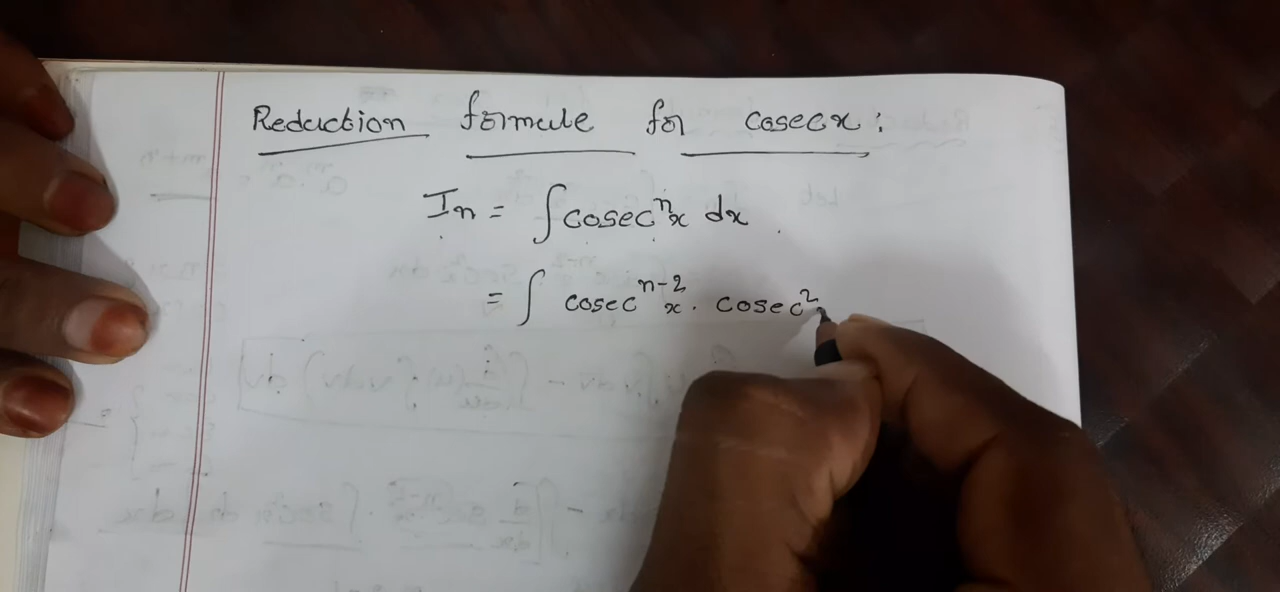 Reduction formule for cosecx:
Iₙ = ∫cosecⁿx dx
= ∫ cosecⁿ⁻²x . cosec²